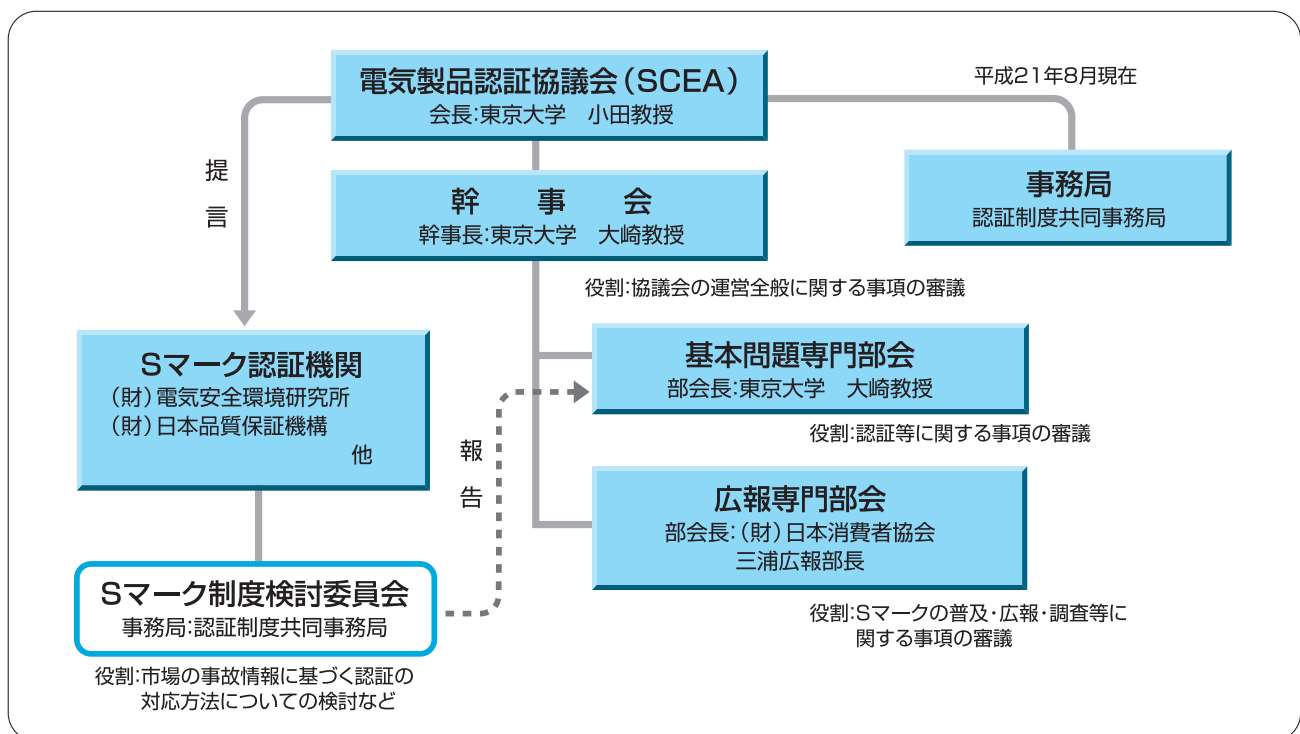 電気製品認証協議会（SCEA）
会長：東京大学　小田教授
平成21年8月現在
提言
幹　事　会
幹事長：東京大学　大崎教授
事務局
認証制度共同事務局
役割：協議会の運営全般に関する事項の審議
Sマーク認証機関
（財）電気安全環境研究所
（財）日本品質保証機構
他
基本問題専門部会
部会長：東京大学　大崎教授
役割：認証等に関する事項の審議
報告
広報専門部会
部会長：（財）日本消費者協会
三浦広報部長
役割：Sマークの普及・広報・調査等に
関する事項の審議
Sマーク制度検討委員会
事務局：認証制度共同事務局
役割：市場の事故情報に基づく認証の
対応方法についての検討など